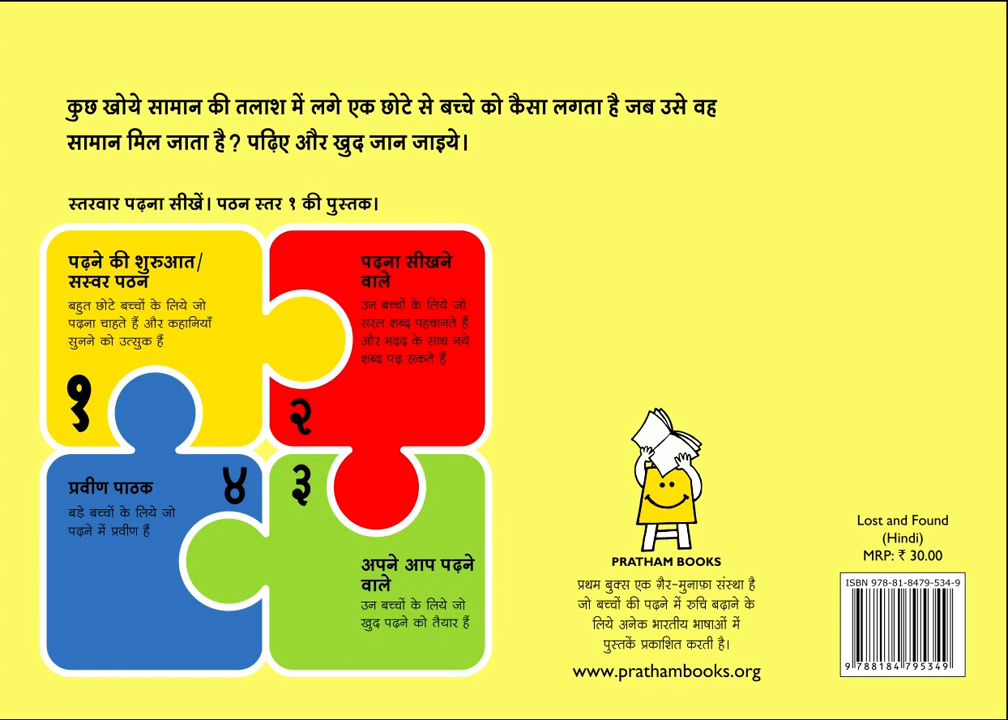 कुछ खोये सामान की तलाश में लगे एक छोटे से बच्चे को कैसा लगता है जब उसे वह
सामान मिल जाता है? पढ़िए और खुद जान जाइये।
स्तरवार पढ़ना सीखें। पठन स्तर १ की पुस्तक।
पढ़ने की शुरुआत/
सस्वर पठन
बहुत छोटे बच्चों के लिये जो
पढ़ना चाहते हैं और कहानियाँ
सुनने को उत्सुक हैं
१
पढ़ना सीखने
वाले
उन बच्चों के लिये जो
सरल शब्द पहचानते हैं
और मदद के साथ नये
शब्द पढ़ सकते हैं
२
प्रवीण पाठक
बड़े बच्चों के लिये जो
पढ़ने में प्रवीण हैं
४
३
अपने आप पढ़ने
वाले
उन बच्चों के लिये जो
खुद पढ़ने को तैयार हैं
PRATHAM BOOKS
प्रथम बुक्स एक ग़ैर-मुनाफ़ा संस्था है
जो बच्चों की पढ़ने में रुचि बढ़ाने के
लिये अनेक भारतीय भाषाओं में
पुस्तकें प्रकाशित करती है।
www.prathambooks.org
Lost and Found
(Hindi)
MRP: ₹ 30.00
ISBN 978-81-8479-534-9
9 788184 795349